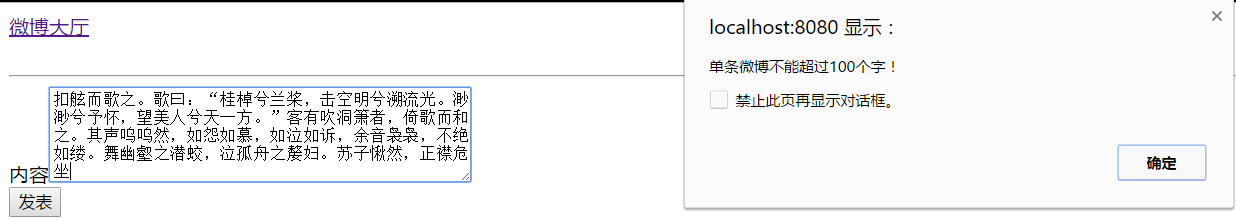 微博大厅
扣舷而歌之。歌曰：“桂棹兮兰桨，击空明兮溯流光。渺
渺兮予怀，望美人兮天一方。”客有吹洞箫者，倚歌而和
之。其声呜呜然，如怨如慕，如泣如诉，余音袅袅，不绝
如缕。舞幽壑之潜蛟，泣孤舟之嫠妇。苏子愀然，正襟危
坐
内容
发表
localhost:8080 显示：
单条微博不能超过100个字！
禁止此页再显示对话框。
确定